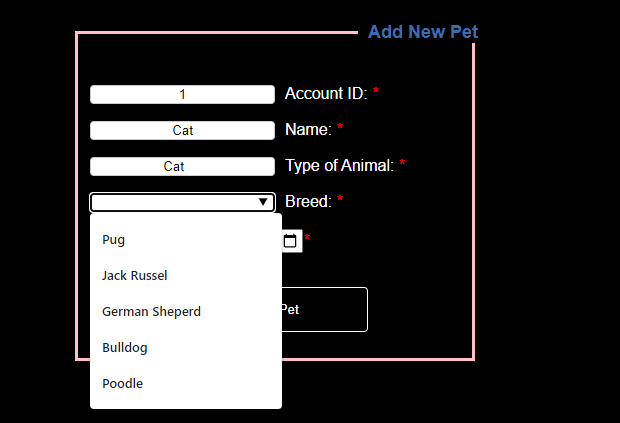 Add New Pet
1 Account ID: *
Cat Name: *
Cat Type of Animal: *
Breed: *
Pug
*
Jack Russel
German Sheperd
Pet
Bulldog
Poodle